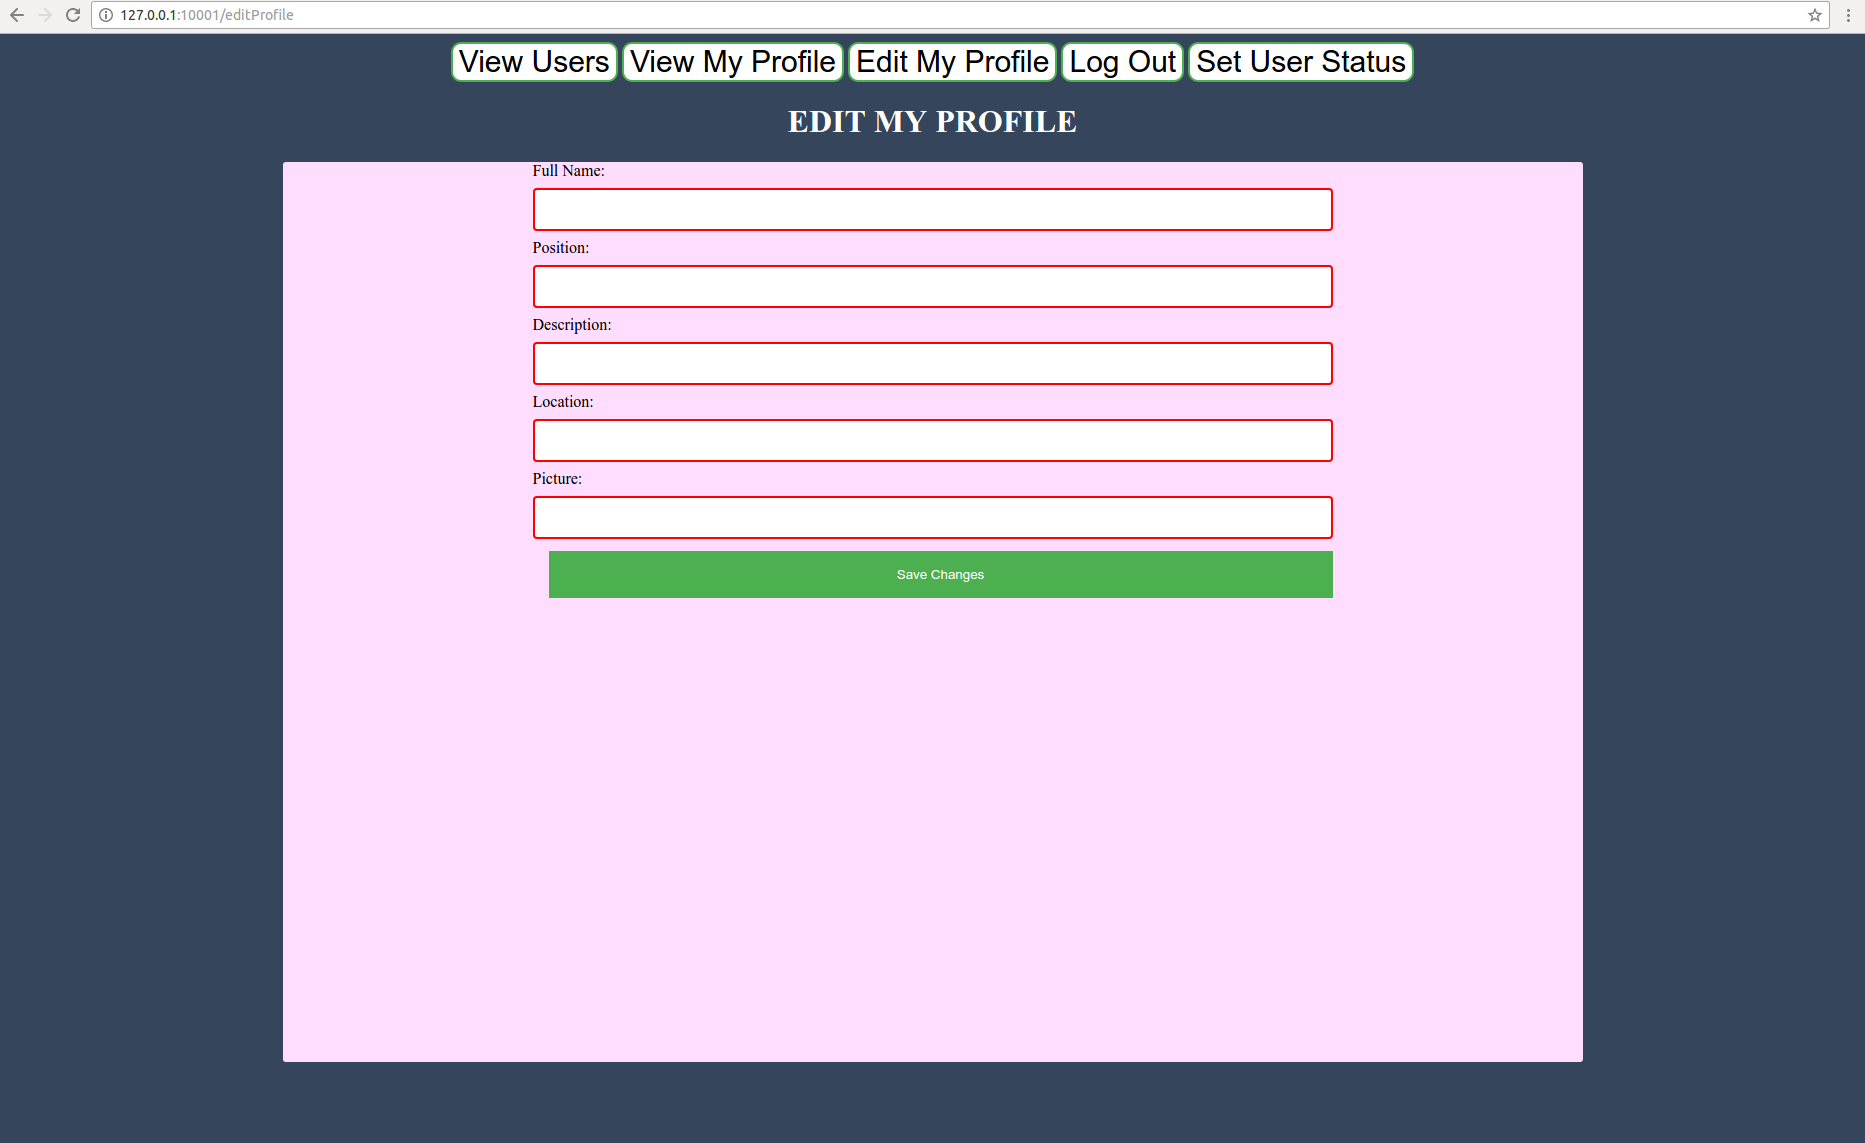 127.0.0.1:10001/editProfile
View Users View My Profile Edit My Profile Log Out Set User Status
EDIT MY PROFILE
Full Name:
Position:
Description:
Location:
Picture:
Save Changes